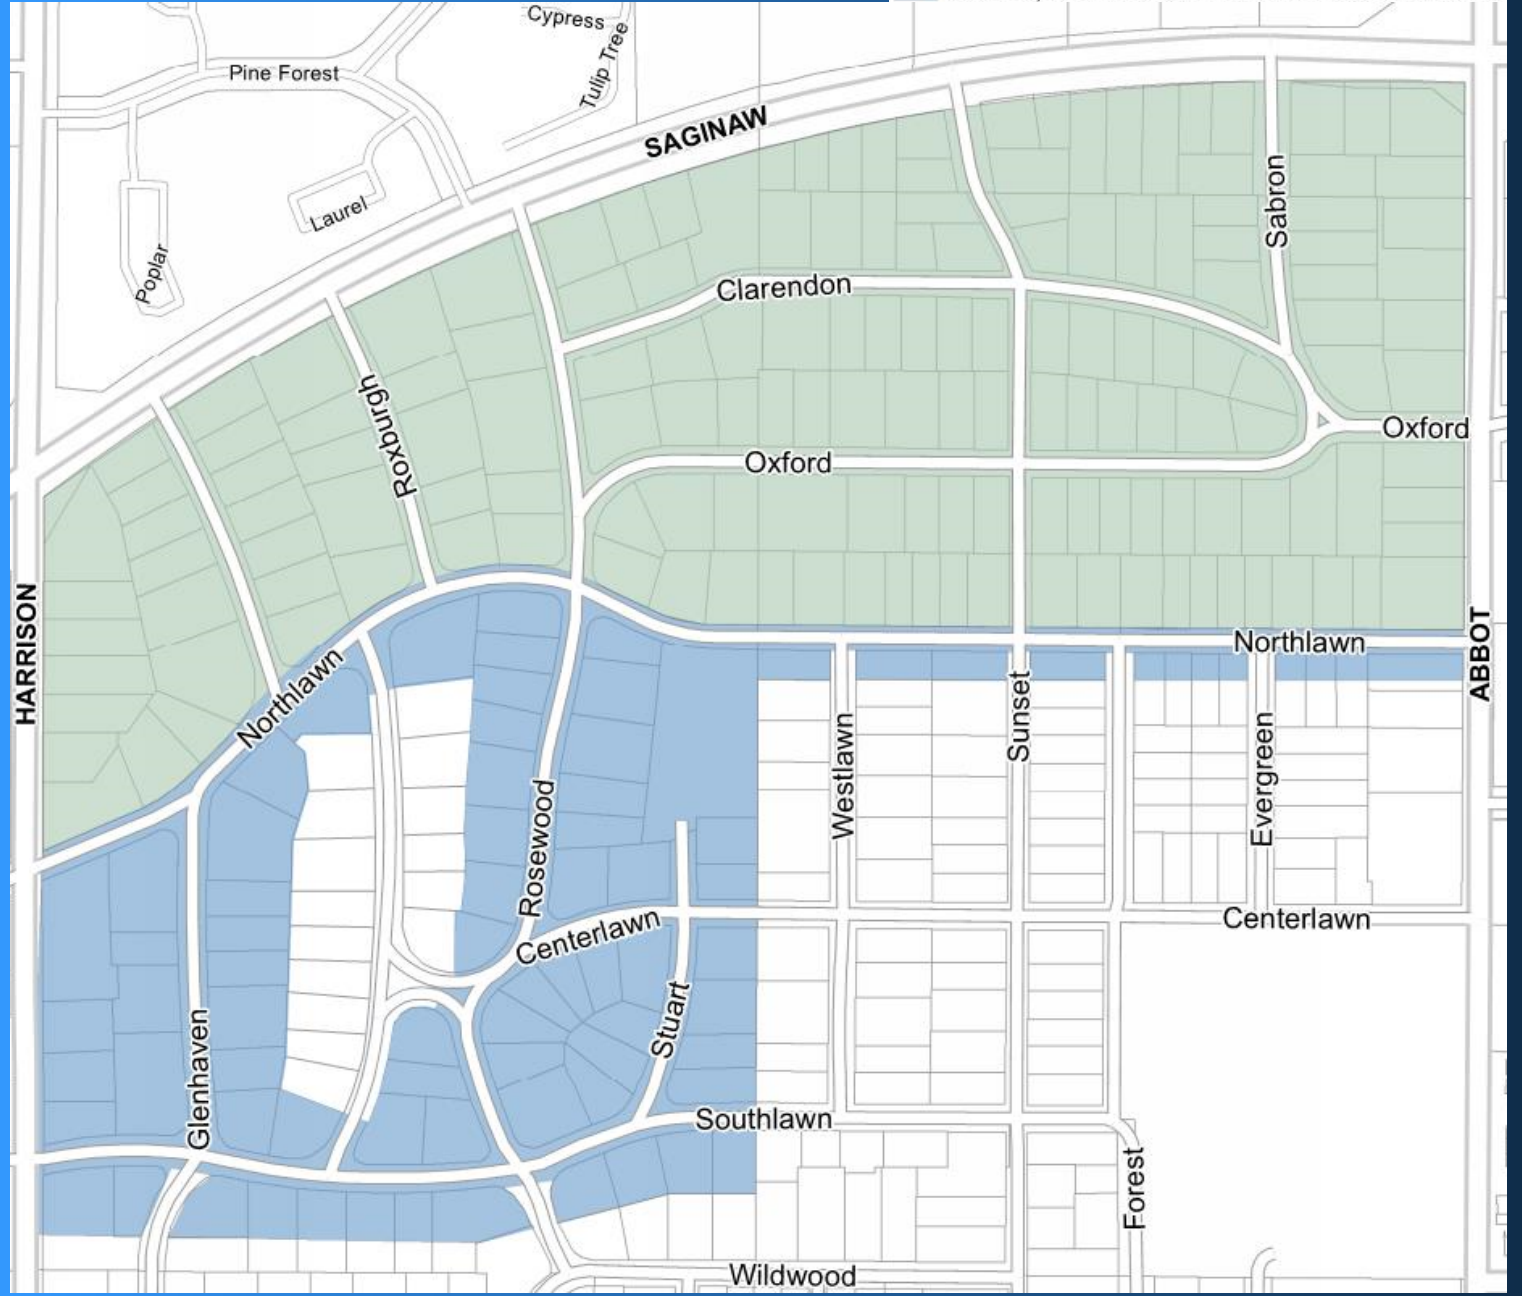 Cypress
Tulip Tree
Pine Forest
SAGINAW
Laurel
Sabron
Poplar
Clarendon
Roxburgh
Oxford
Oxford
HARRISON
ABBOT
Northlawn
Northlawn
Sunset
Westlawn
Evergreen
Rosewood
Centerlawn
Centerlawn
Stuart
Glenhaven
Southlawn
Forest
Wildwood